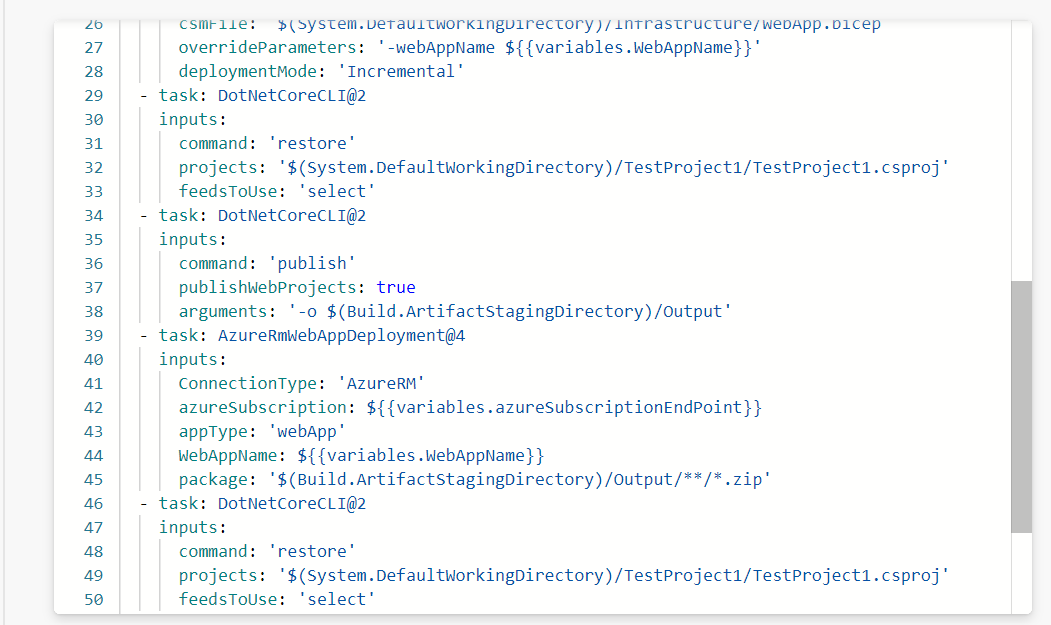 26 csmFile: '$(System.DefaultWorkingDirectory)/Infrastructure/WebApp.bicep
27 overrideParameters: '-webAppName ${{variables.WebAppName}}'
28 deploymentMode: 'Incremental'
29 - task: DotNetCoreCLI@2
30 inputs:
31 command: 'restore'
32 projects: '$(System.DefaultWorkingDirectory)/TestProject1/TestProject1.csproj'
33 feedsToUse: 'select'
34 - task: DotNetCoreCLI@2
35 inputs:
36 command: 'publish'
37 publishWebProjects: true
38 arguments: '-o $(Build.ArtifactStagingDirectory)/Output'
39 - task: AzureRmWebAppDeployment@4
40 inputs:
41 ConnectionType: 'AzureRM'
42 azureSubscription: ${{variables.azureSubscriptionEndPoint}}
43 appType: 'webApp'
44 WebAppName: ${{variables.WebAppName}}
45 package: '$(Build.ArtifactStagingDirectory)/Output/**/*.zip'
46 - task: DotNetCoreCLI@2
47 inputs:
48 command: 'restore'
49 projects: '$(System.DefaultWorkingDirectory)/TestProject1/TestProject1.csproj'
50 feedsToUse: 'select'